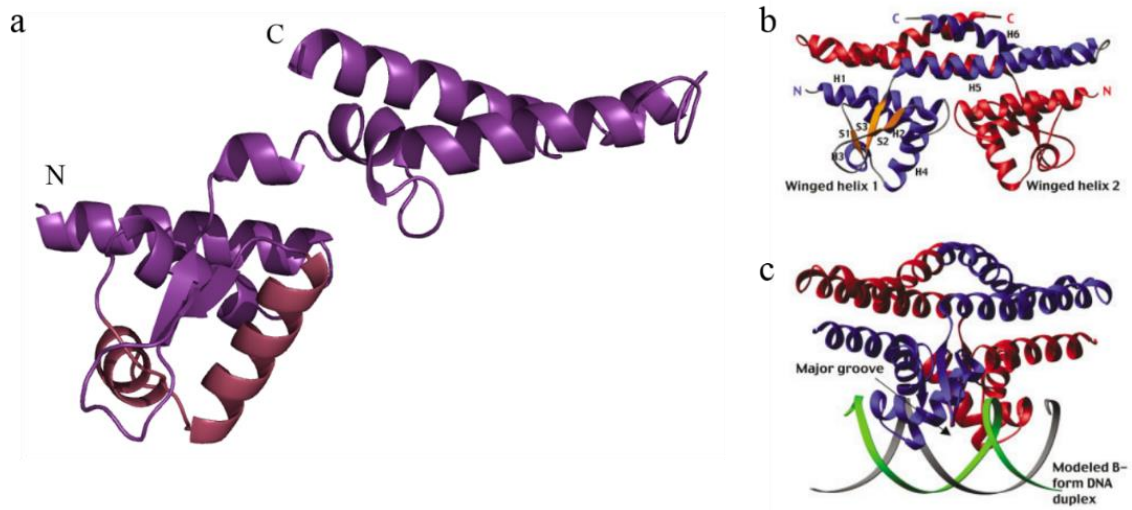 a
C
N
b
C
C
H6
H1
H5
N
N
S3
S1
S2
H2
H3
H4
Winged helix 1
Winged helix 2
c
Major groove
Modeled B-
form DNA
duplex